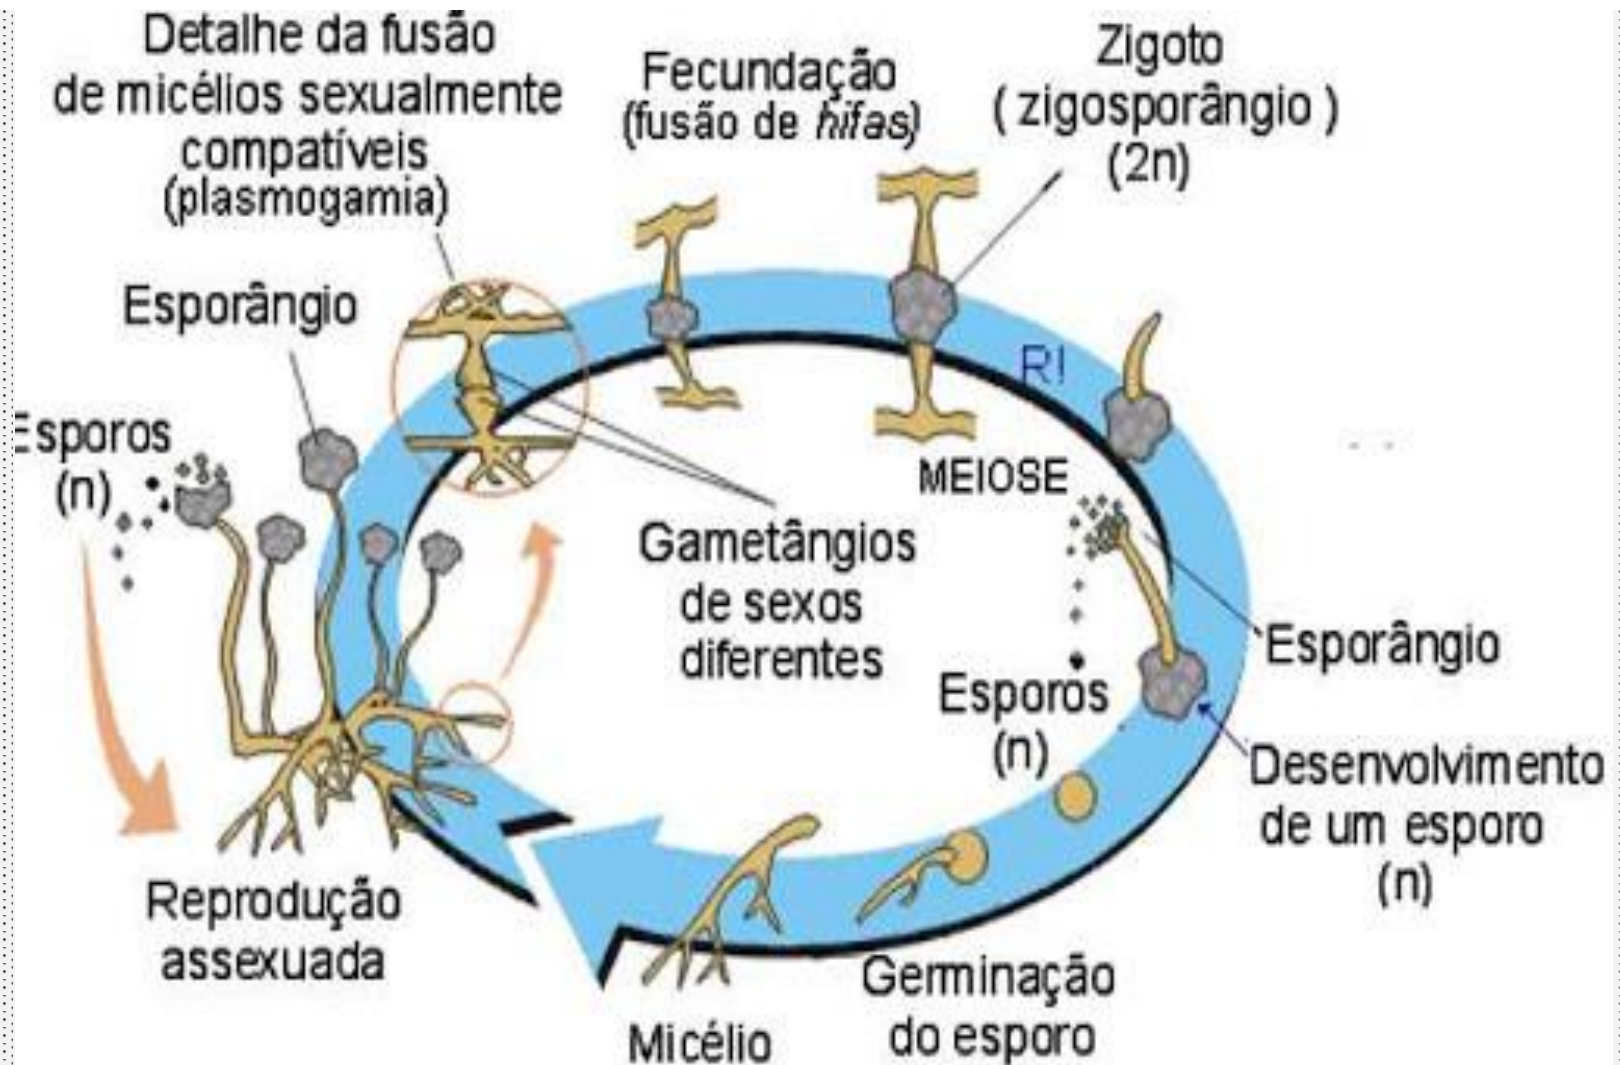 Detalhe da fusão
de micélios sexualmente
compatíveis
(plasmogamia)
Fecundação
(fusão de hifas)
Zigoto
( zigosporângio )
(2n)
Esporângio
Esporos
(n)
R!
MEIOSE
Gametângios
de sexos
diferentes
Esporângio
Esporos
(n)
Desenvolvimento
de um esporo
(n)
Reprodução
assexuada
Germinação
do esporo
Micélio